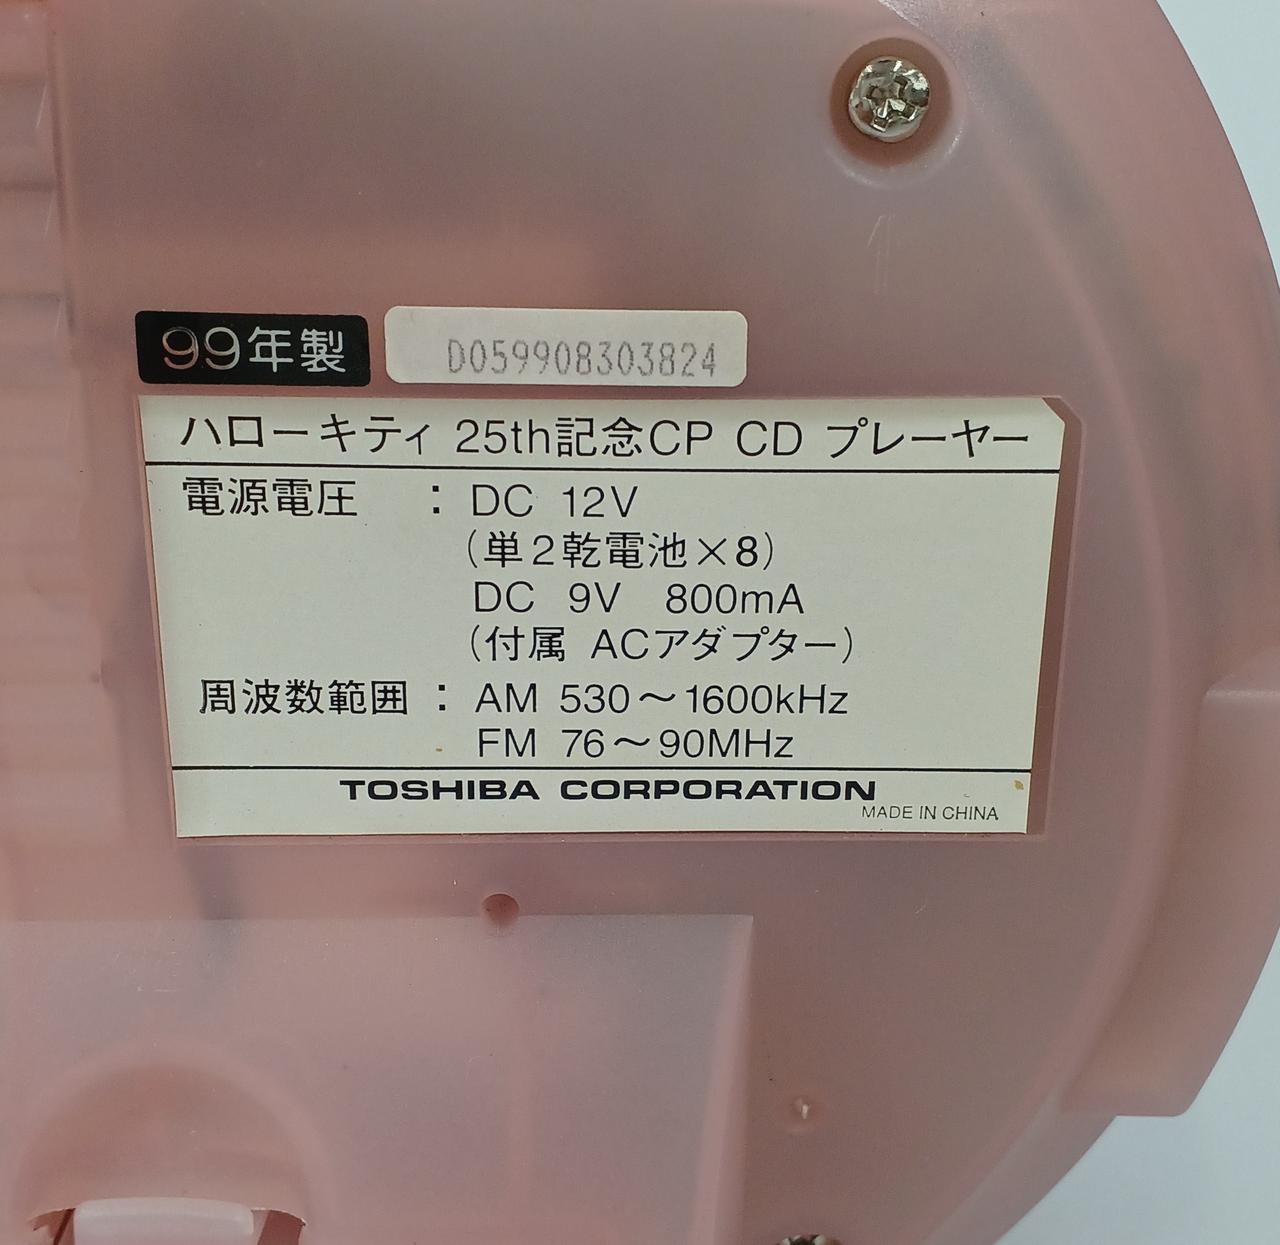 99年製
D059908303824
ハローキティ 25th記念CP CD プレーヤー
電源電圧 : DC 12V
(単2乾電池×8)
DC 9V 800mA
(付属 ACアダプター)
周波数範囲 : AM 530～1600kHz
FM 76～90MHz
TOSHIBA CORPORATION
MADE IN CHINA